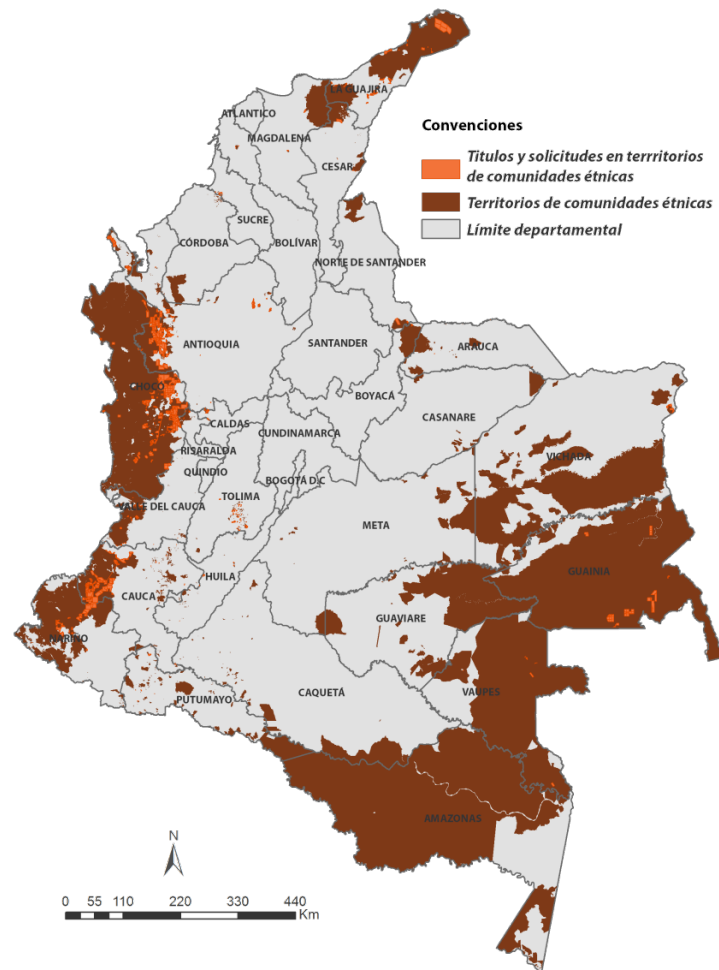 LA GUAJIRA
ATLANTICO
MAGDALENA
Convenciones
Titulos y solicitudes en terrritorios
de comunidades étnicas
Territorios de comunidades étnicas
Límite departamental
CESAR
SUCRE
CÓRDOBA
BOLÍVAR
NORTE DE SANTANDER
ANTIOQUIA
SANTANDER
ARAUCA
CHOCO
BOYACÁ
CASANARE
CALDAS
CUNDINAMARCA
RISARALDA
VICHADA
QUINDIO
BOGOTÁ D.C
TOLIMA
VALLE DEL CAUCA
META
GUAINIA
HUILA
CAUCA
GUAVIARE
NARIÑO
CAQUETÁ
VAUPES
PUTUMAYO
AMAZONAS
N
0 55 110 220 330 440
Km